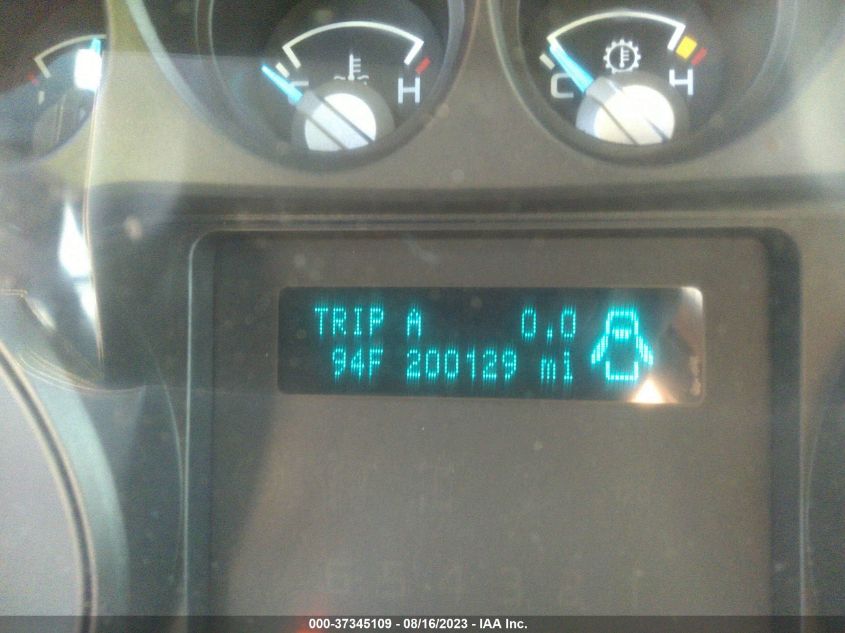 C H
C H
TRIP A 0.0
94F 200129 mi
000-37345109 - 08/16/2023 - IAA Inc.